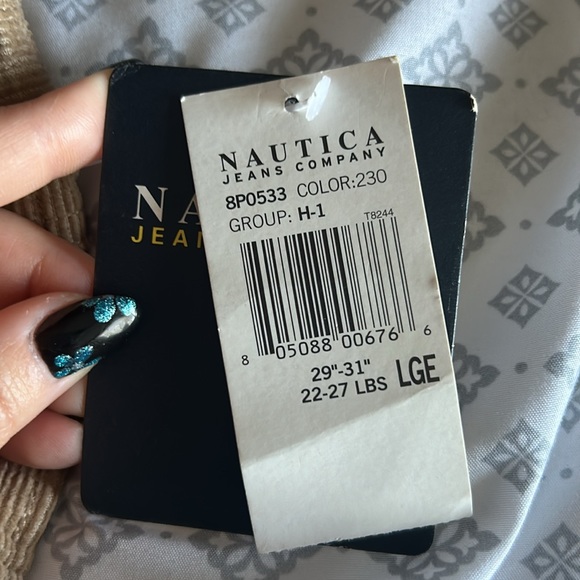 NAUTICA
JEANS COMPANY
8P0533 COLOR:230
GROUP: H-1 T8244
8 05088 00676 6
29"-31"
22-27 LBS LGE
NA
JEAN